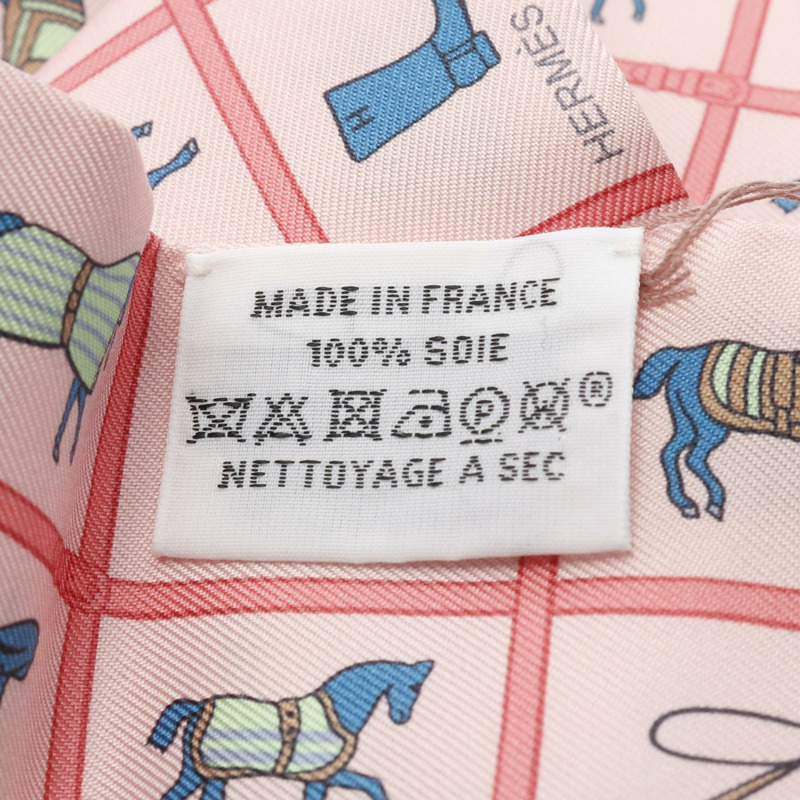 HERMÈS
H
MADE IN FRANCE
100% SOIE
P W ®
NETTOYAGE A SEC